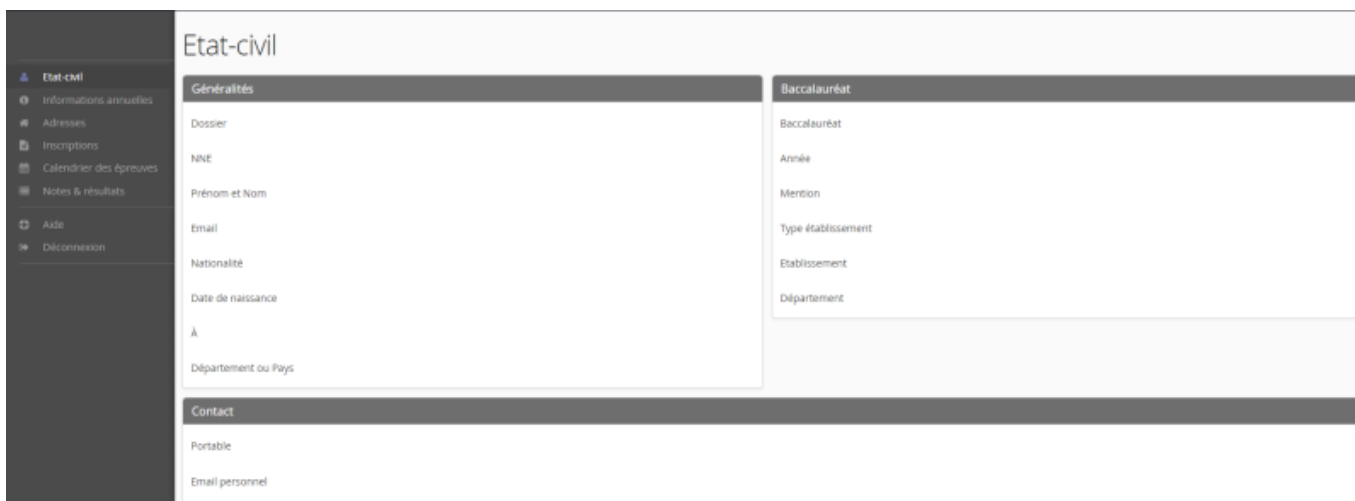 Etat-civil
Informations annuelles
Adresses
Inscriptions
Calendrier des épreuves
Notes & résultats
Aide
Déconnexion
Etat-civil
Généralités
Dossier
NNE
Prénom et Nom
Email
Nationalité
Date de naissance
À
Département ou Pays
Baccalauréat
Baccalauréat
Année
Mention
Type établissement
Etablissement
Département
Contact
Portable
Email personnel